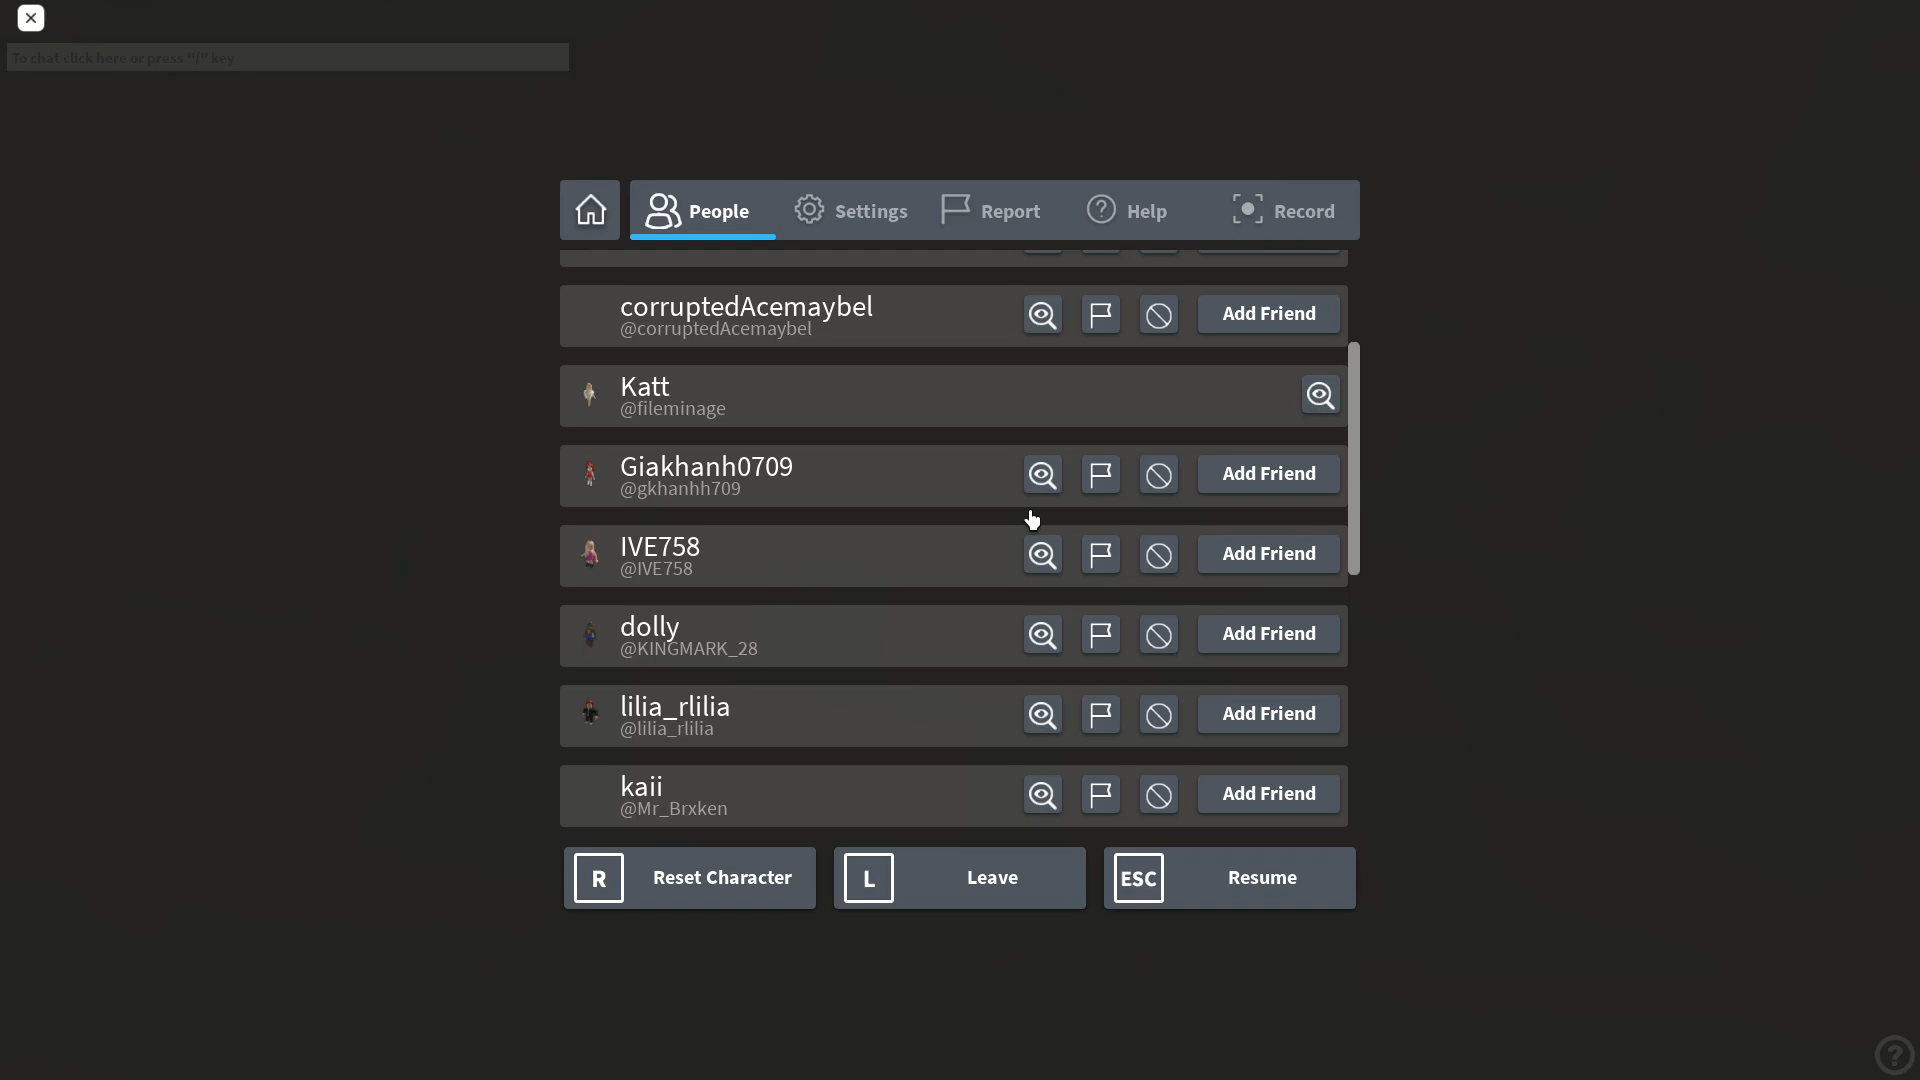 To chat click here or press "/" key
People
Settings
Report
Help
Record
corruptedAcemaybel
@corruptedAcemaybel
Add Friend
Katt
@fileminage
Giakhanh0709
@gkhanhh709
Add Friend
IVE758
@IVE758
Add Friend
dolly
@KINGMARK_28
Add Friend
lilia_rlilia
@lilia_rlilia
Add Friend
kaii
@Mr_Brxken
Add Friend
R Reset Character
L Leave
ESC Resume